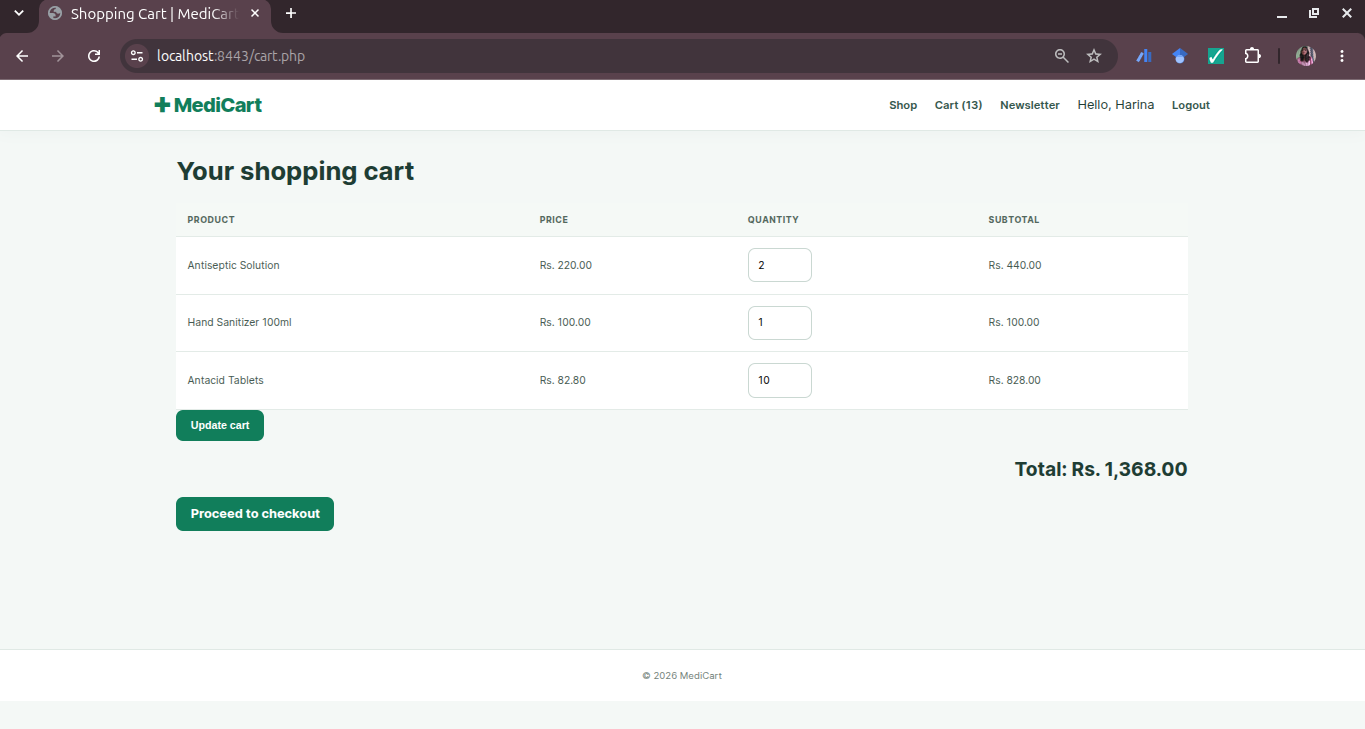 Shopping Cart | MediCart
localhost:8443/cart.php
MediCart
Shop Cart (13) Newsletter Hello, Harina Logout
Your shopping cart
PRODUCT PRICE QUANTITY SUBTOTAL
Antiseptic Solution Rs. 220.00 2 Rs. 440.00
Hand Sanitizer 100ml Rs. 100.00 1 Rs. 100.00
Antacid Tablets Rs. 82.80 10 Rs. 828.00
Update cart
Total: Rs. 1,368.00
Proceed to checkout
© 2026 MediCart